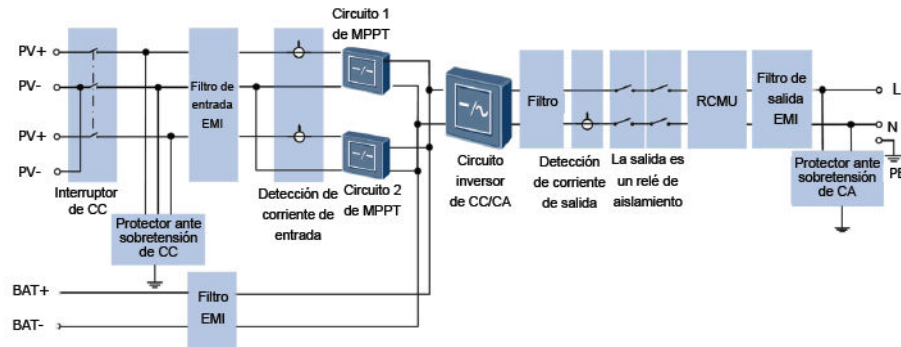 Circuito 1
de MPPT
PV+
PV-
PV+
PV-
Interruptor
de CC
Protector ante
sobretensión
de CC
Filtro de
entrada
EMI
Detección de
corriente de
entrada
Circuito 2
de MPPT
Circuito
inversor
de CC/CA
Filtro
Detección
de corriente
de salida
La salida es
un relé de
aislamiento
RCMU
Filtro de
salida
EMI
L
N
PE
Protector ante
sobretensión
de CA
BAT+
BAT-
Filtro
EMI